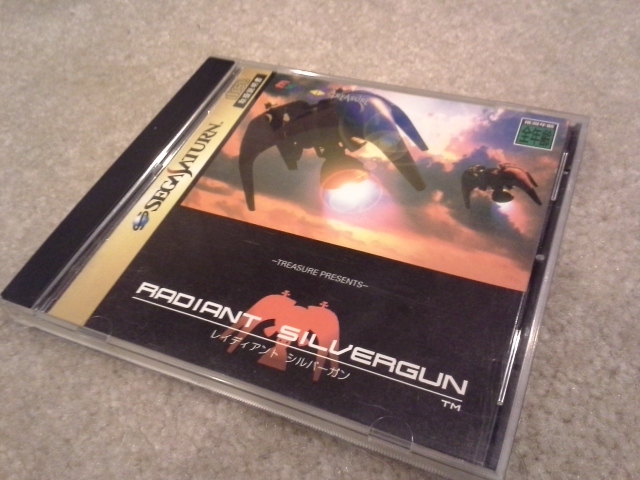 SEGA SATURN
-TREASURE PRESENTS-
RADIANT SILVERGUN
TM
レイディアント シルバーガン